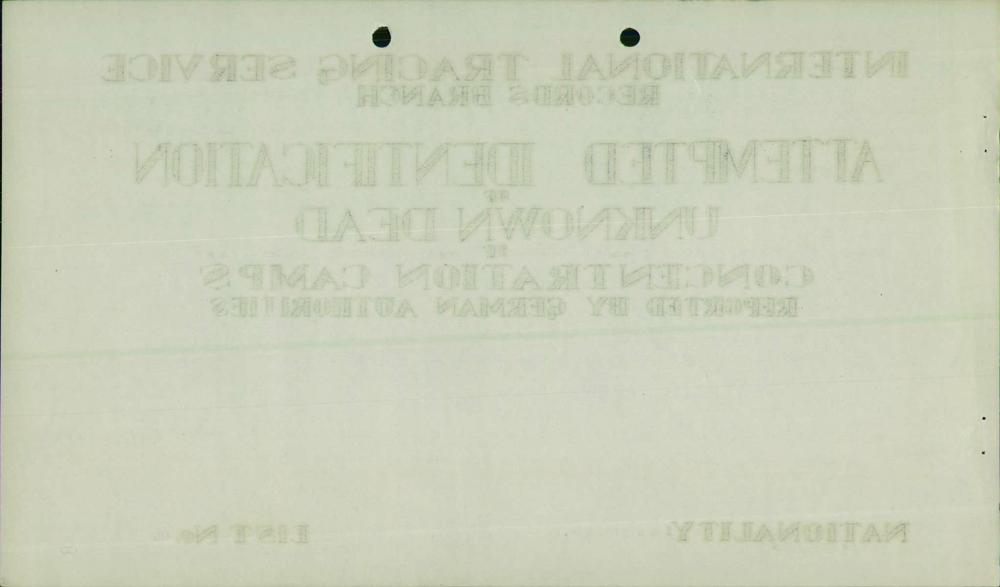 INTERNATIONAL TRACING SERVICE
RECORDS BRANCH
ATTEMPTED IDENTIFICATION
OF
UNKNOWN DEAD
OF
CONCENTRATION CAMPS
REPORTED BY GERMAN AUTHORITIES
NATIONALITY LIST No.